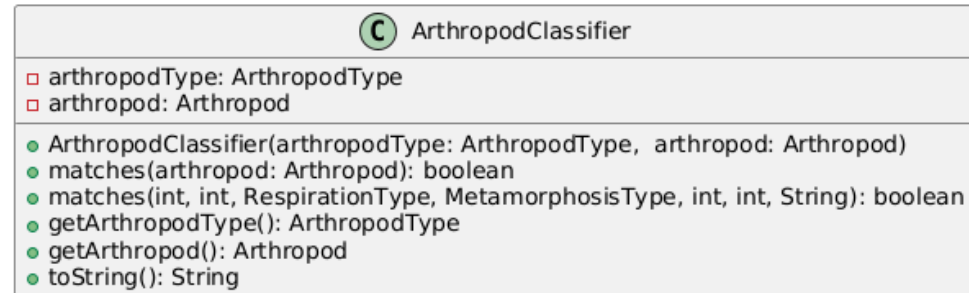 C ArthropodClassifier
arthropodType: ArthropodType
arthropod: Arthropod
ArthropodClassifier(arthropodType: ArthropodType, arthropod: Arthropod)
matches(arthropod: Arthropod): boolean
matches(int, int, RespirationType, MetamorphosisType, int, int, String): boolean
getArthropodType(): ArthropodType
getArthropod(): Arthropod
toString(): String